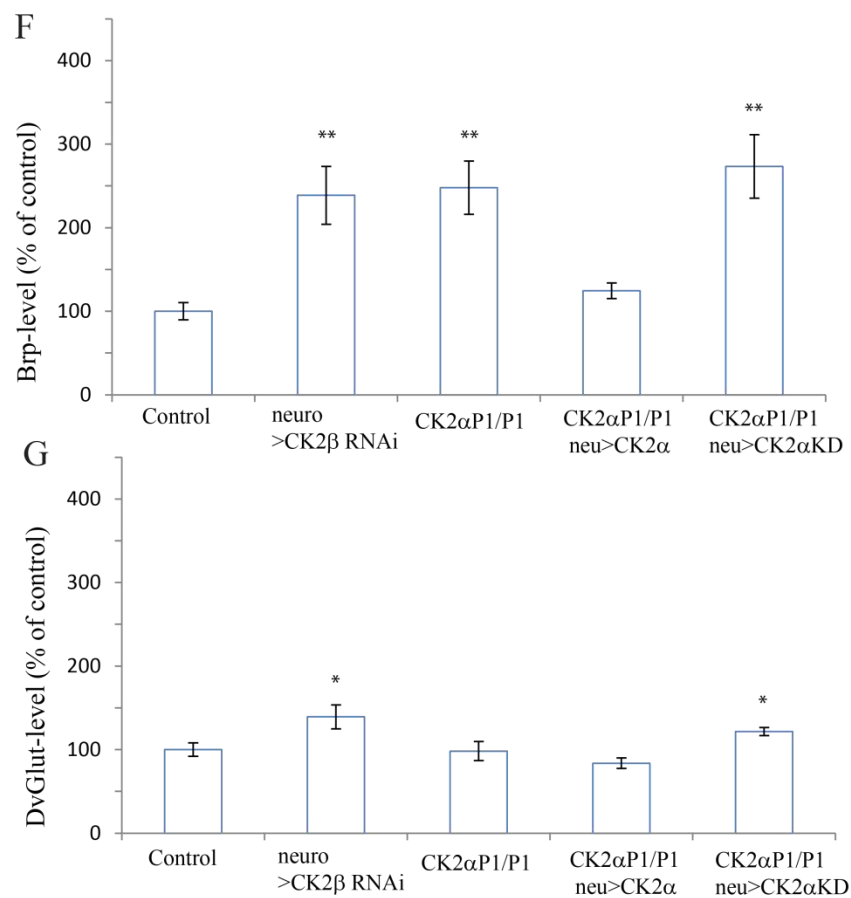 F
Brp-level (% of control)
400
300
200
100
0
**
**
**
Control
neuro
>CK2β RNAi
CK2αP1/P1
CK2αP1/P1
neu>CK2α
CK2αP1/P1
neu>CK2αKD
G
DvGlut-level (% of control)
400
300
200
100
0
*
*
Control
neuro
>CK2β RNAi
CK2αP1/P1
CK2αP1/P1
neu>CK2α
CK2αP1/P1
neu>CK2αKD